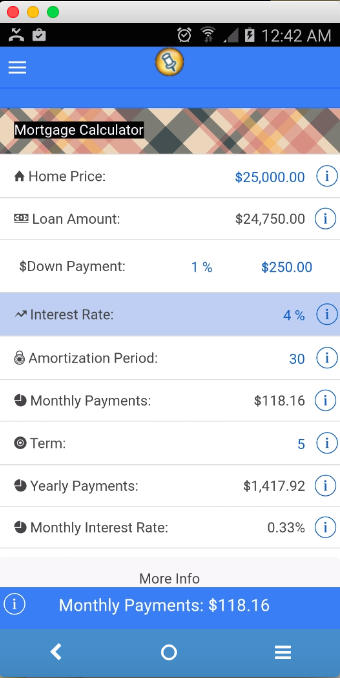 12:42 AM
Mortgage Calculator
Home Price: $25,000.00 i
Loan Amount: $24,750.00 i
$Down Payment: 1 % $250.00
Interest Rate: 4 % i
Amortization Period: 30 i
Monthly Payments: $118.16 i
Term: 5 i
Yearly Payments: $1,417.92 i
Monthly Interest Rate: 0.33% i
More Info
i Monthly Payments: $118.16